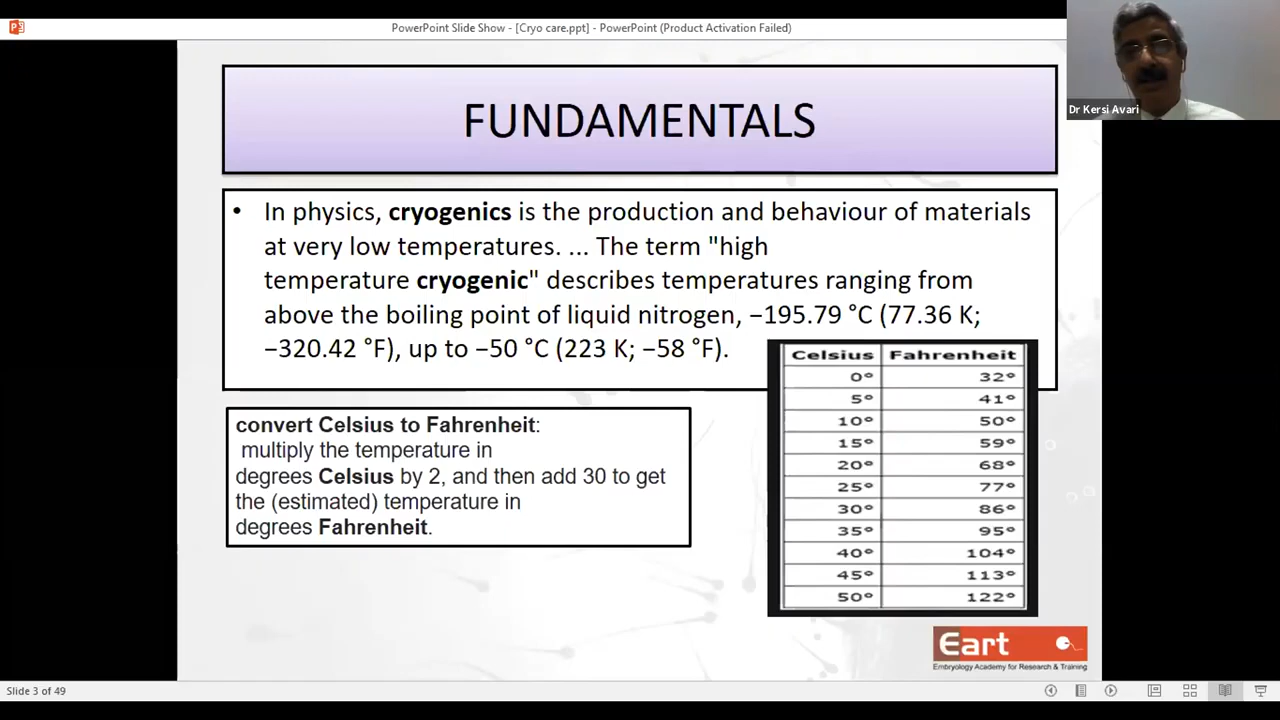 PowerPoint Slide Show - [Cryo care.ppt] - PowerPoint (Product Activation Failed)
Dr Kersi Avari
FUNDAMENTALS
• In physics, cryogenics is the production and behaviour of materials
at very low temperatures. ... The term "high
temperature cryogenic" describes temperatures ranging from
above the boiling point of liquid nitrogen, −195.79 °C (77.36 K;
−320.42 °F), up to −50 °C (223 K; −58 °F).
convert Celsius to Fahrenheit:
multiply the temperature in
degrees Celsius by 2, and then add 30 to get
the (estimated) temperature in
degrees Fahrenheit.
Celsius Fahrenheit
0° 32°
5° 41°
10° 50°
15° 59°
20° 68°
25° 77°
30° 86°
35° 95°
40° 104°
45° 113°
50° 122°
Eart
Embryology Academy for Research & Training
Slide 3 of 49